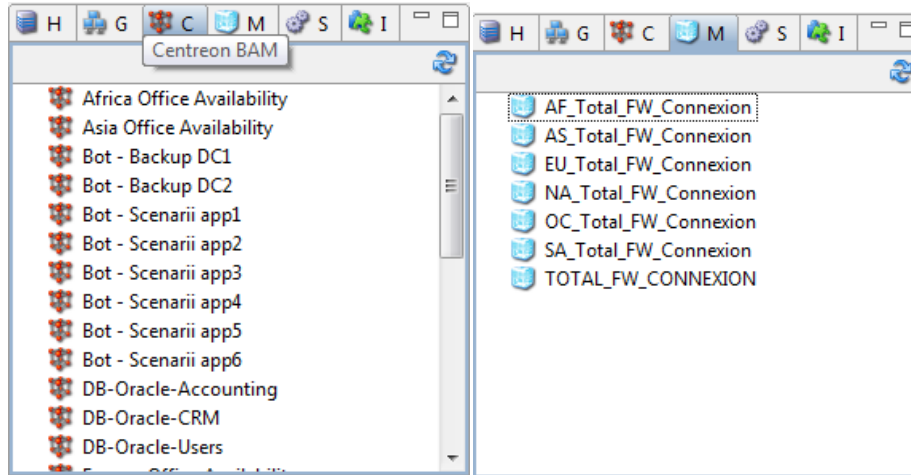 H G C M S I
Centreon BAM
Africa Office Availability
Asia Office Availability
Bot - Backup DC1
Bot - Backup DC2
Bot - Scenarii app1
Bot - Scenarii app2
Bot - Scenarii app3
Bot - Scenarii app4
Bot - Scenarii app5
Bot - Scenarii app6
DB-Oracle-Accounting
DB-Oracle-CRM
DB-Oracle-Users
H G C M S I
AF_Total_FW_Connexion
AS_Total_FW_Connexion
EU_Total_FW_Connexion
NA_Total_FW_Connexion
OC_Total_FW_Connexion
SA_Total_FW_Connexion
TOTAL_FW_CONNEXION